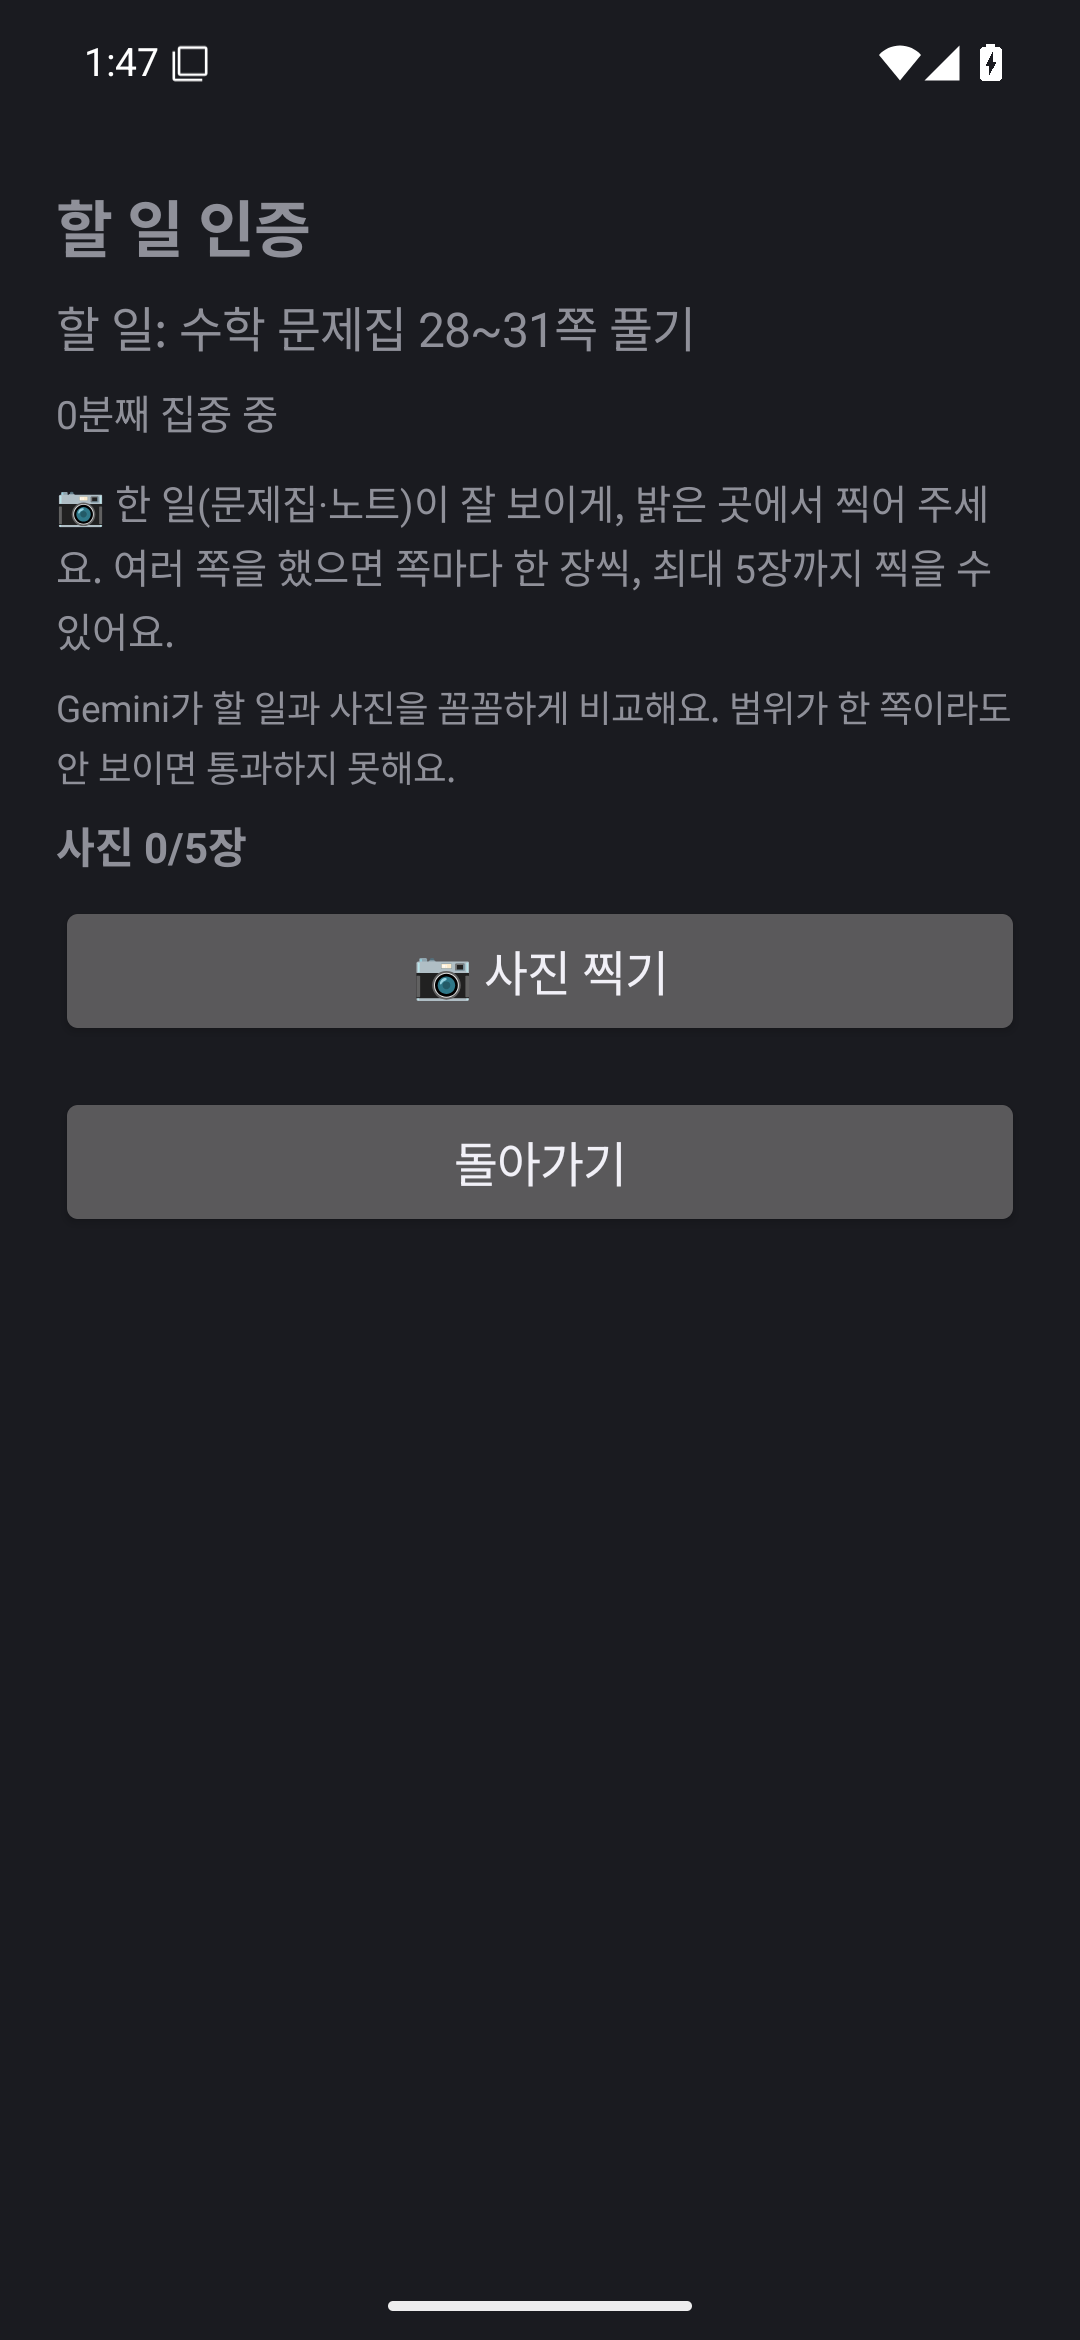 1:47
할 일 인증
할 일: 수학 문제집 28~31쪽 풀기
0분째 집중 중
📷 한 일(문제집·노트)이 잘 보이게, 밝은 곳에서 찍어 주세
요. 여러 쪽을 했으면 쪽마다 한 장씩, 최대 5장까지 찍을 수
있어요.
Gemini가 할 일과 사진을 꼼꼼하게 비교해요. 범위가 한 쪽이라도
안 보이면 통과하지 못해요.
사진 0/5장
📷 사진 찍기
돌아가기